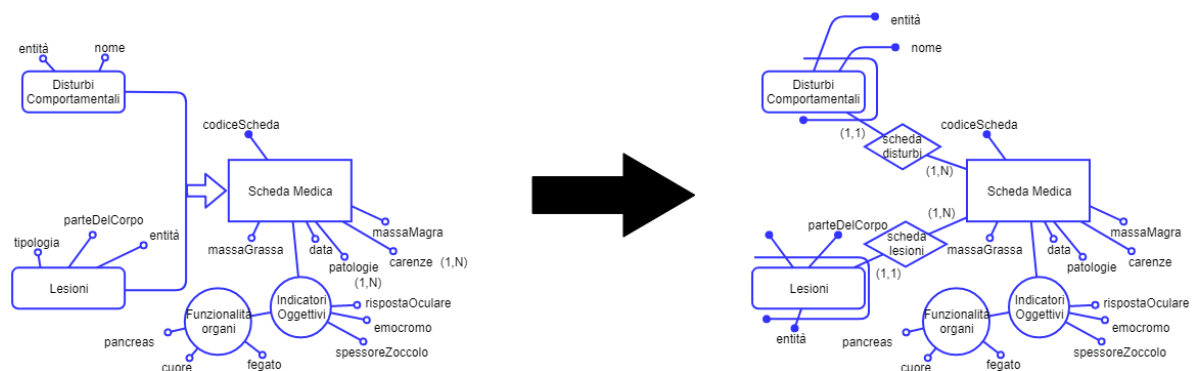 entità
nome
Disturbi
Comportamentali
codiceScheda
Scheda Medica
parteDelCorpo
tipologia
entità
Lesioni
massaGrassa
data
patologie
(1,N)
massaMagra
carenze (1,N)
Indicatori
Oggettivi
Funzionalità
organi
rispostaOculare
emocromo
spessoreZoccolo
pancreas
cuore
fegato
entità
nome
Disturbi
Comportamentali
(1,1)
scheda
disturbi
(1,N)
codiceScheda
Scheda Medica
(1,N)
parteDelCorpo
scheda
lesioni
(1,1)
Lesioni
entità
massaGrassa
data
patologie
massaMagra
carenze
Indicatori
Oggettivi
Funzionalità
organi
rispostaOculare
emocromo
spessoreZoccolo
pancreas
cuore
fegato